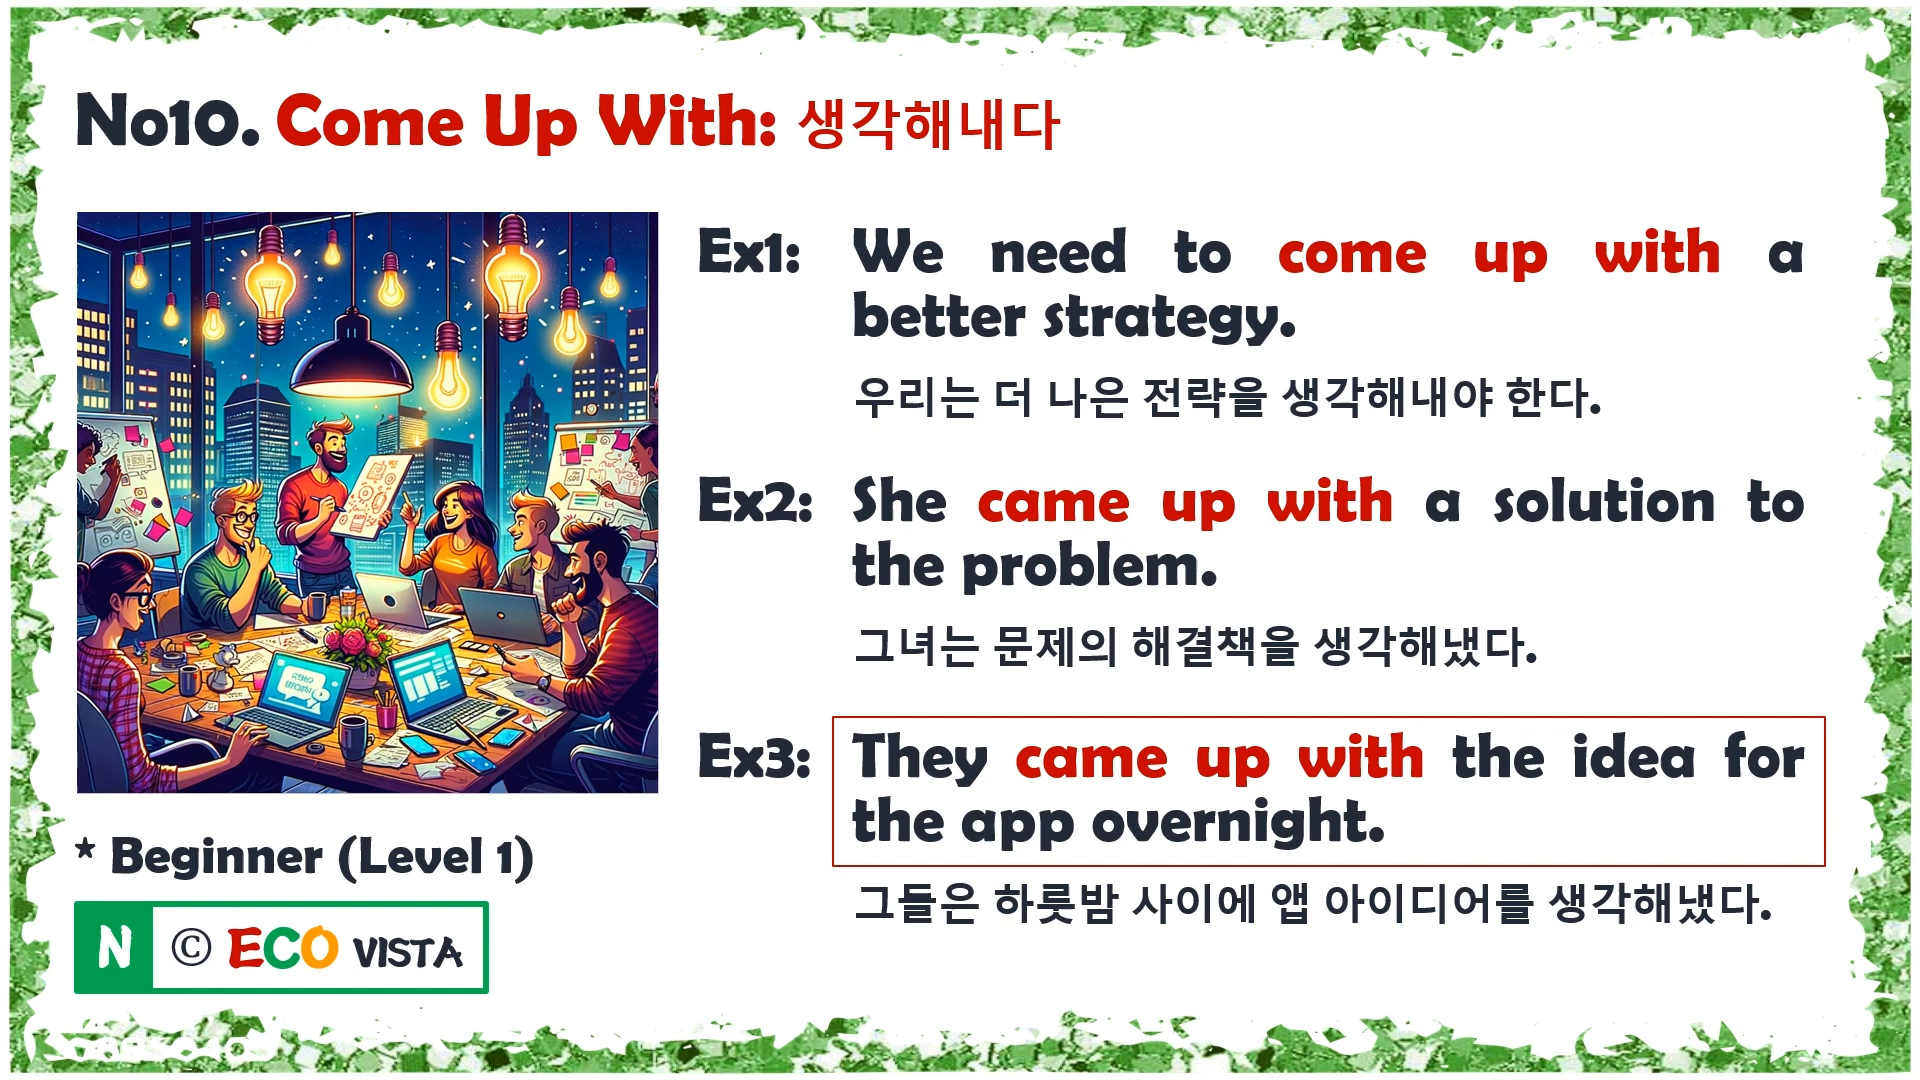 No10. Come Up With: 생각해내다
Ex1: We need to come up with a
better strategy.
우리는 더 나은 전략을 생각해내야 한다.
Ex2: She came up with a solution to
the problem.
그녀는 문제의 해결책을 생각해냈다.
Ex3: They came up with the idea for
the app overnight.
그들은 하룻밤 사이에 앱 아이디어를 생각해냈다.
* Beginner (Level 1)
N © ECO VISTA